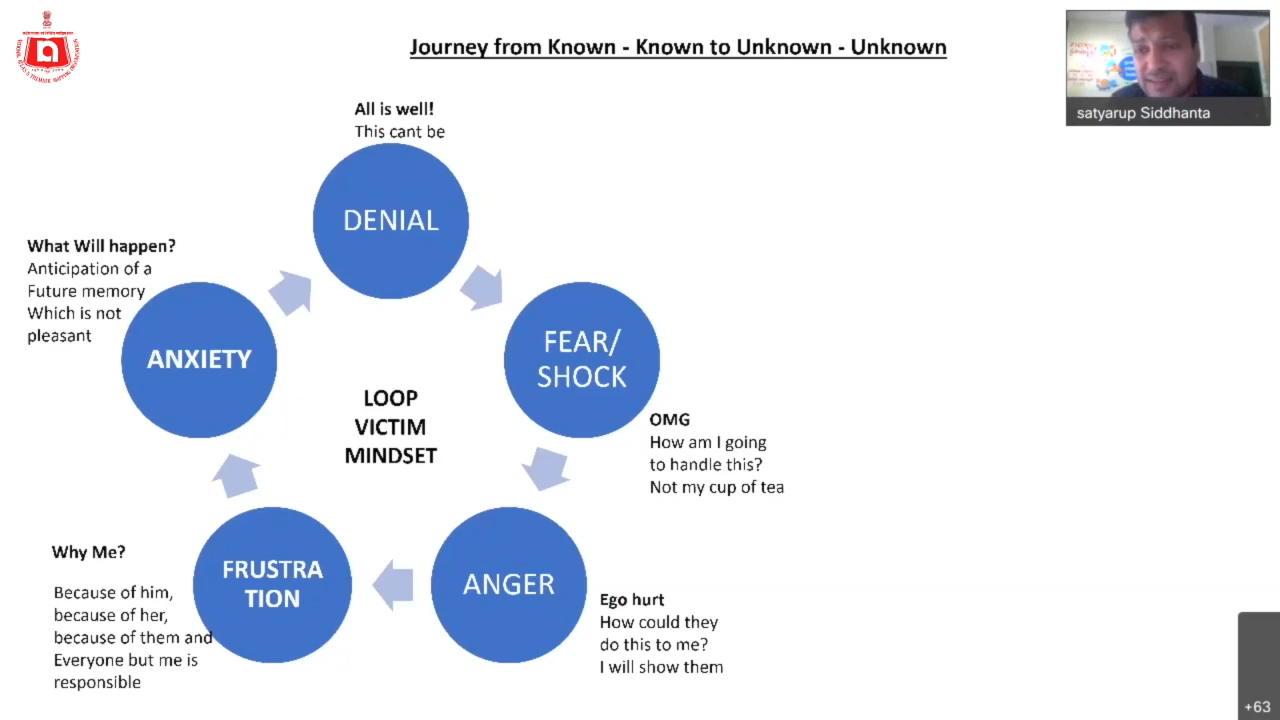 Journey from Known - Known to Unknown - Unknown
satyarup Siddhanta
All is well!
This cant be
DENIAL
What Will happen?
Anticipation of a
Future memory
Which is not
pleasant
ANXIETY
FEAR/
SHOCK
LOOP
VICTIM
MINDSET
OMG
How am I going
to handle this?
Not my cup of tea
Why Me?
Because of him,
because of her,
because of them and
Everyone but me is
responsible
FRUSTRA
TION
ANGER
Ego hurt
How could they
do this to me?
I will show them
+63